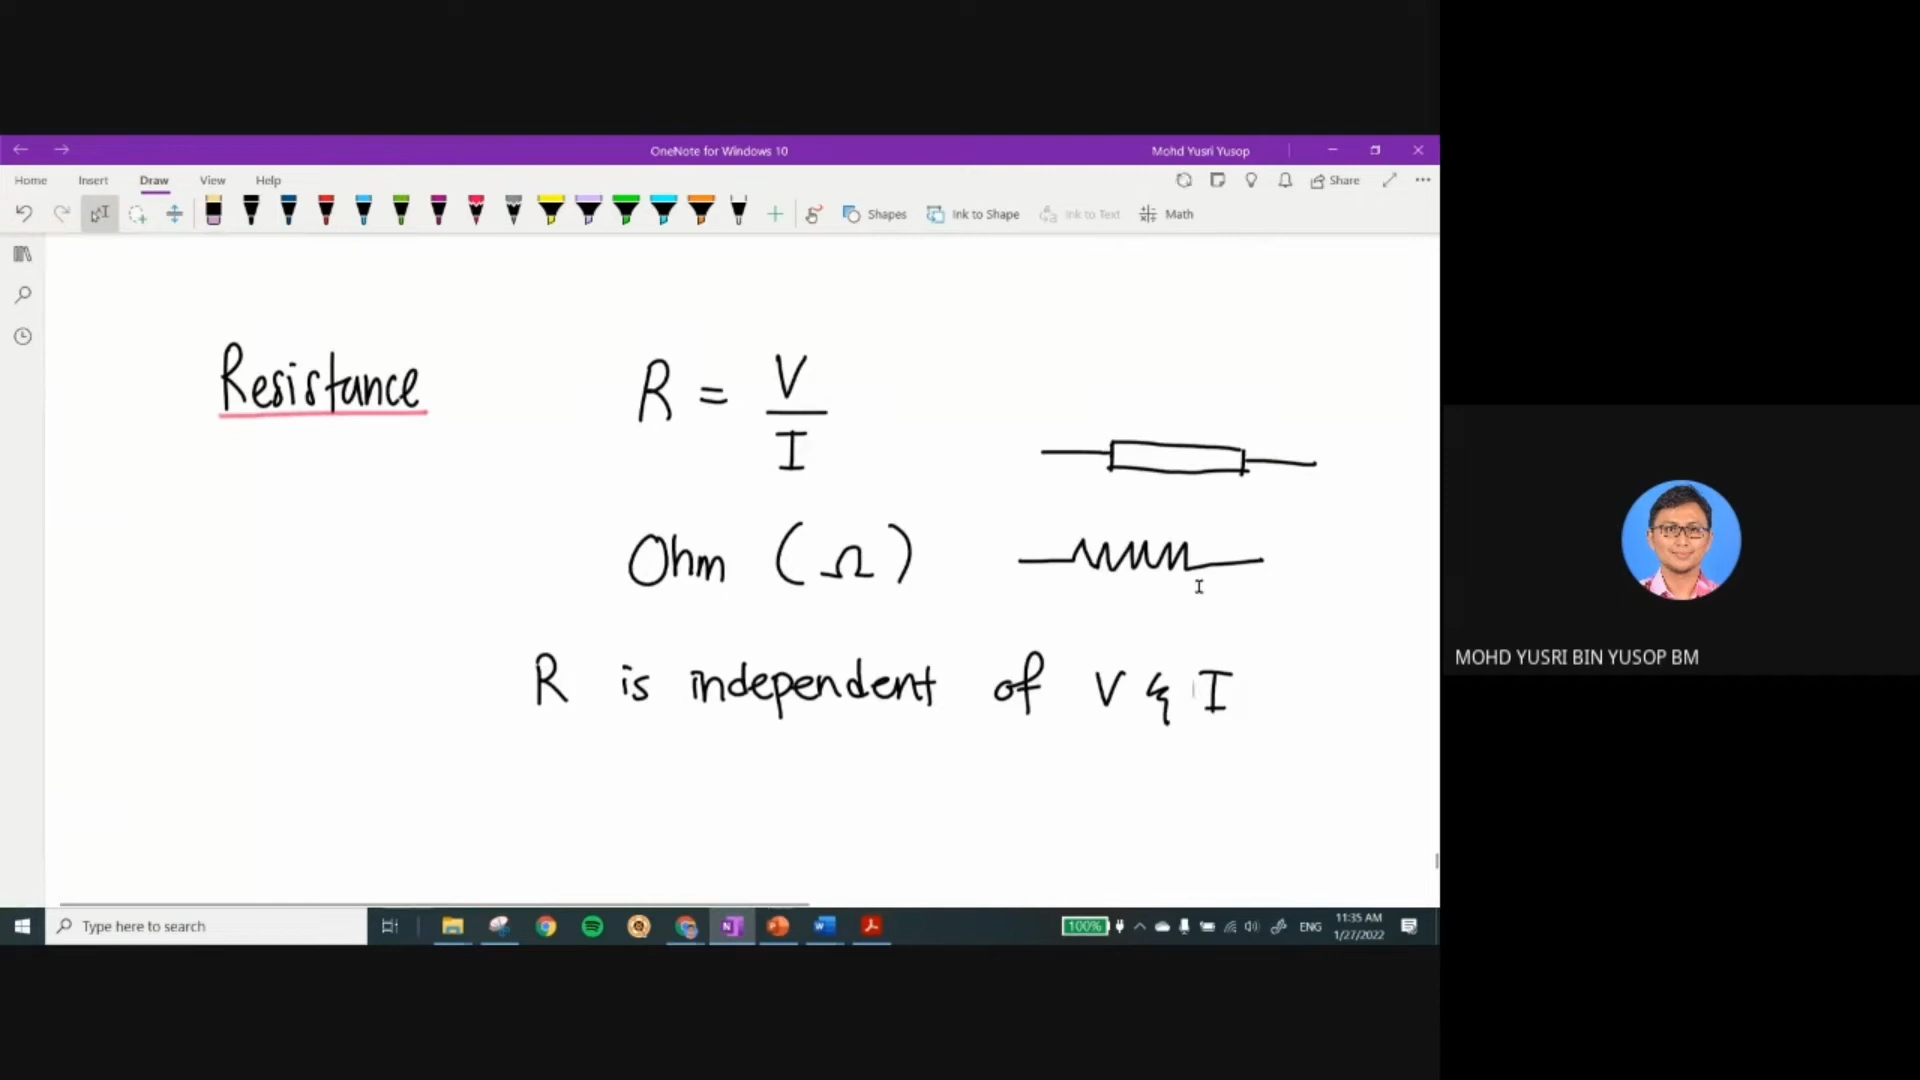 OneNote for Windows 10
Mohd Yusri Yusop
Home Insert Draw View Help
Share
Shapes Ink to Shape Ink to Text Math
Resistance
R = V
I
Ohm (Ω)
R is independent of V & I
MOHD YUSRI BIN YUSOP BM
Type here to search
100% ENG 11:35 AM
1/27/2022